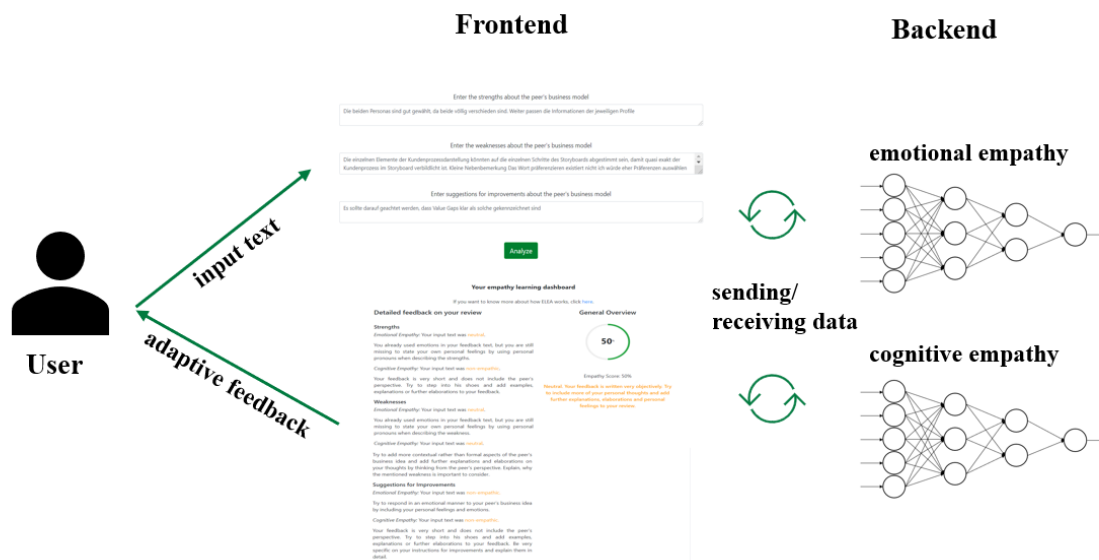 Frontend
Backend
Enter the strengths about the peer's business model
Die beiden Personas sind gut gewählt, da beide völlig verschieden sind. Weiter passen die Informationen der jeweiligen Profile
Enter the weaknesses about the peer's business model
Die einzelnen Elemente der Kundenprozessdarstellung könnten auf die einzelnen Schritte des Storyboards abgestimmt sein, damit quasi exakt der
Kundenprozess im Storyboard verbildlicht ist. Kleine Nebenbemerkung Das Wort präferenzieren existiert nicht ich würde eher Präferenzen auswählen
Enter suggestions for improvements about the peer's business model
Es sollte darauf geachtet werden, dass Value Gaps klar als solche gekennzeichnet sind
Analyze
emotional empathy
input text
User
adaptive feedback
sending/
receiving data
cognitive empathy
Your empathy learning dashboard
If you want to know more about how ELEA works, click here.
Detailed feedback on your review
Strengths
Emotional Empathy: Your input text was neutral.
You already used emotions in your feedback text, but you are still
missing to state your own personal feelings by using personal
pronouns when describing the strengths.
Cognitive Empathy: Your input text was non-empathic.
Your feedback is very short and does not include the peer's
perspective. Try to step into his shoes and add examples,
explanations or further elaborations to your feedback.
Weaknesses
Emotional Empathy: Your input text was neutral.
You already used emotions in your feedback text, but you are still
missing to state your own personal feelings by using personal
pronouns when describing the weakness.
Cognitive Empathy: Your input text was neutral.
Try to add more contextual rather than formal aspects of the peer's
business idea and add further explanations and elaborations on
your thoughts by thinking from the peer's perspective. Explain, why
the mentioned weakness is important to consider.
Suggestions for Improvements
Emotional Empathy: Your input text was non-empathic.
Try to respond in an emotional manner to your peer's business idea
by including your personal feelings and emotions.
Cognitive Empathy: Your input text was non-empathic.
Your feedback is very short and does not include the peer's
perspective. Try to step into his shoes and add examples,
explanations or further elaborations to your feedback. Be very
specific on your instructions for improvements and explain them in
detail.
General Overview
50
Empathy Score: 50%
Neutral: Your feedback is written very objectively. Try
to include more of your personal thoughts and add
further explanations, elaborations and personal
feelings to your review.